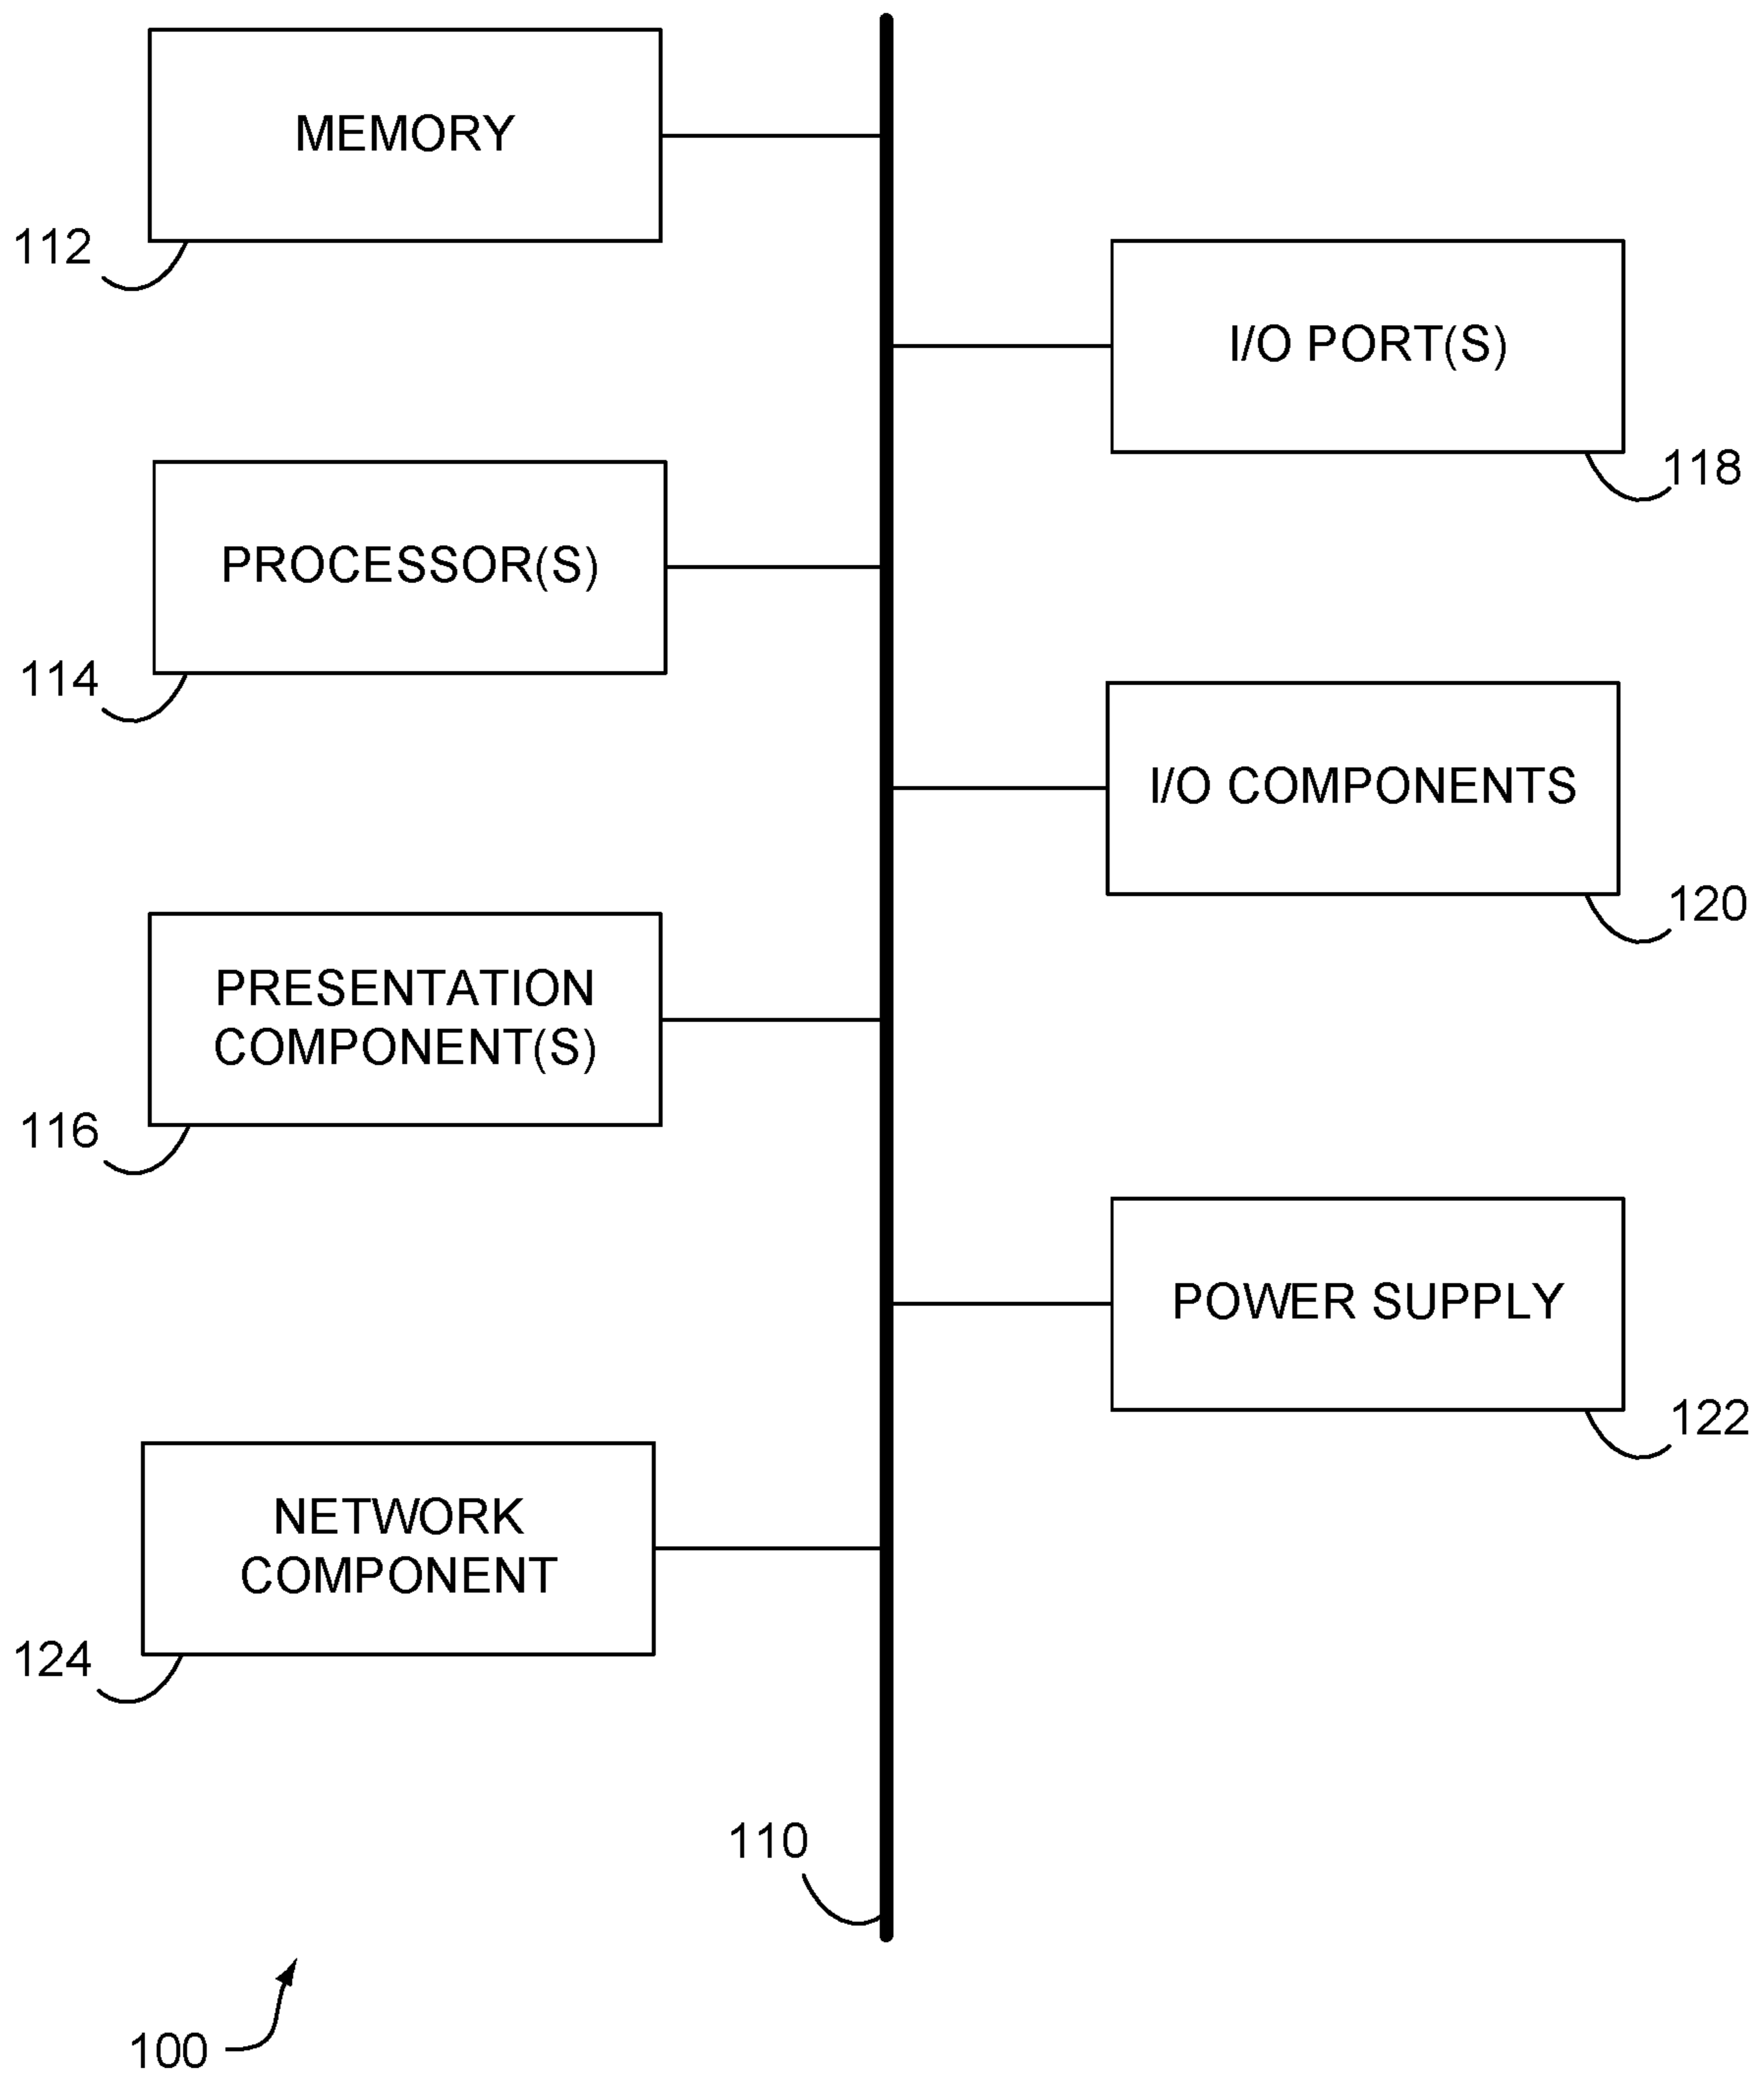 MEMORY
112
I/O PORT(S)
118
PROCESSOR(S)
114
I/O COMPONENTS
120
PRESENTATION
COMPONENT(S)
116
POWER SUPPLY
122
NETWORK
COMPONENT
124
110
100